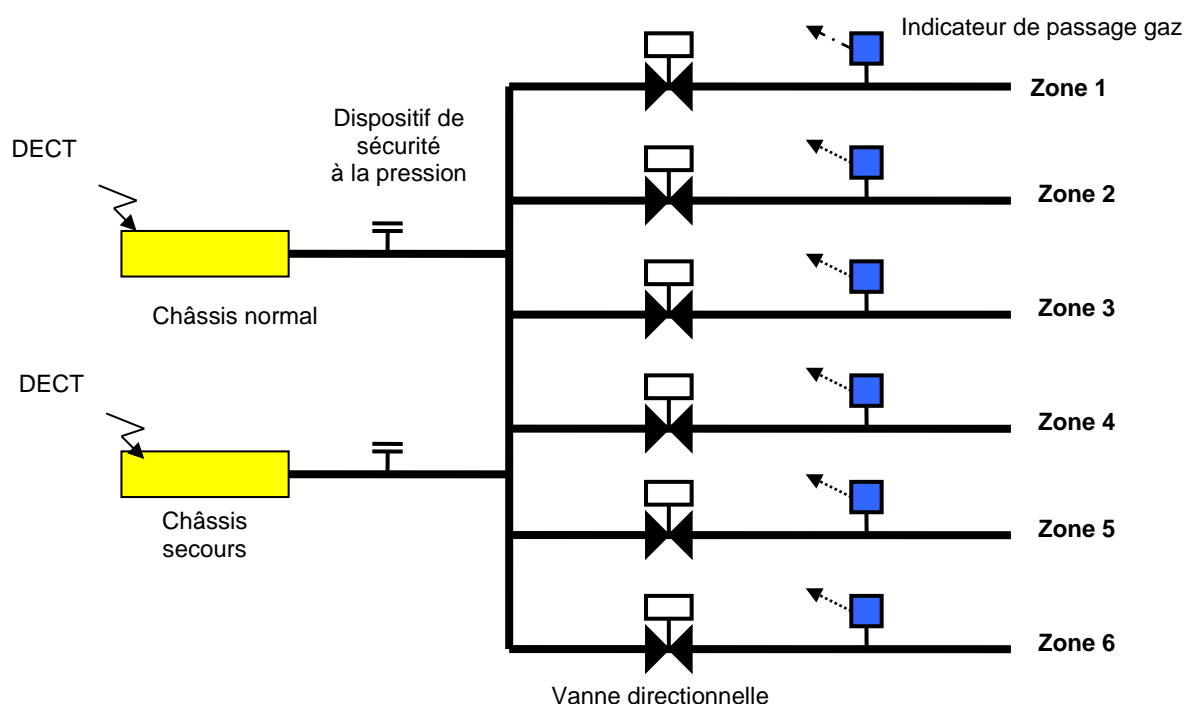 Indicateur de passage gaz
Zone 1
Dispositif de
sécurité
à la pression
DECT
Zone 2
Châssis normal
Zone 3
DECT
Zone 4
Châssis
secours
Zone 5
Zone 6
Vanne directionnelle